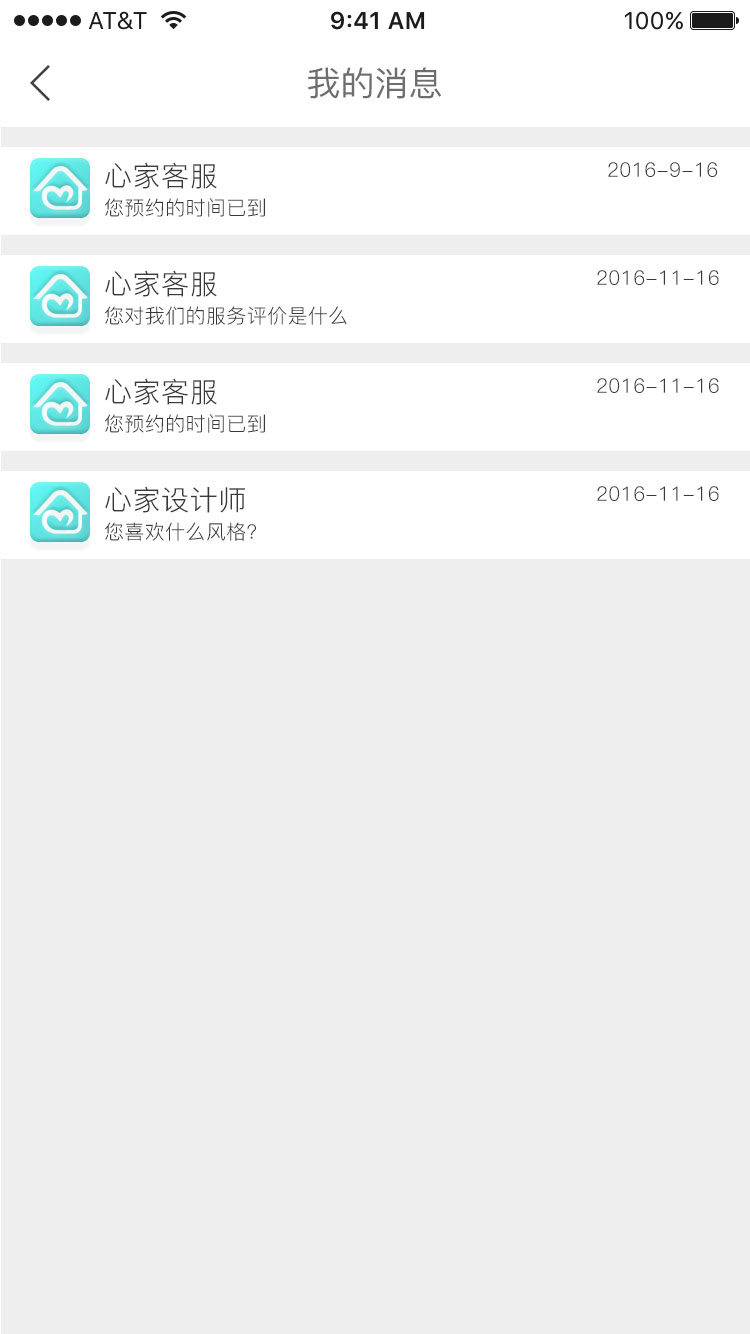 AT&T 9:41 AM 100%
我的消息
心家客服 2016-9-16
您预约的时间已到
心家客服 2016-11-16
您对我们的服务评价是什么
心家客服 2016-11-16
您预约的时间已到
心家设计师 2016-11-16
您喜欢什么风格?